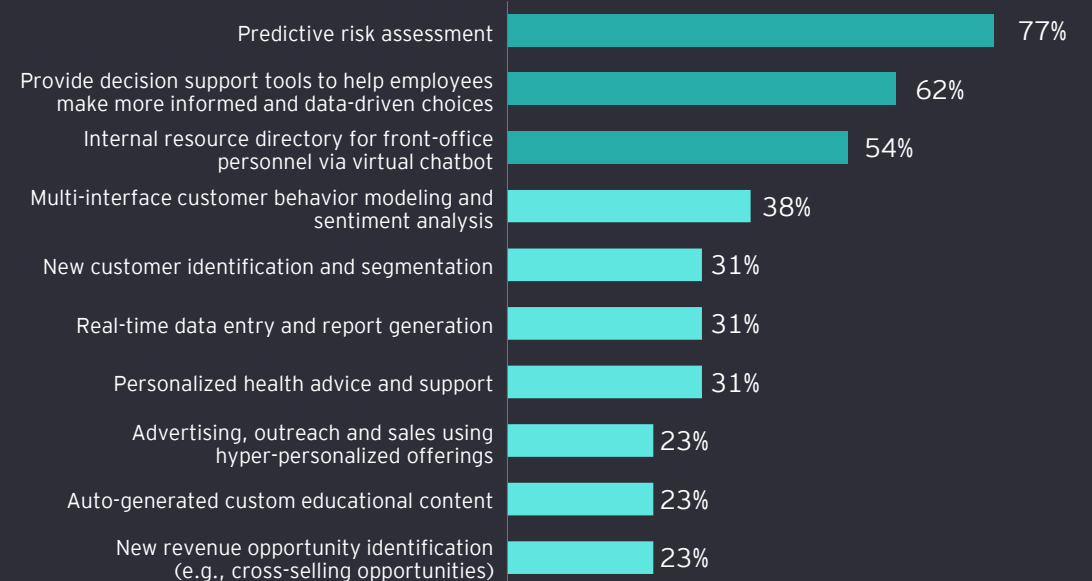 Predictive risk assessment
77%
Provide decision support tools to help employees
make more informed and data-driven choices
62%
Internal resource directory for front-office
personnel via virtual chatbot
54%
Multi-interface customer behavior modeling and
sentiment analysis
38%
New customer identification and segmentation
31%
Real-time data entry and report generation
31%
Personalized health advice and support
31%
Advertising, outreach and sales using
hyper-personalized offerings
23%
Auto-generated custom educational content
23%
New revenue opportunity identification
(e.g., cross-selling opportunities)
23%